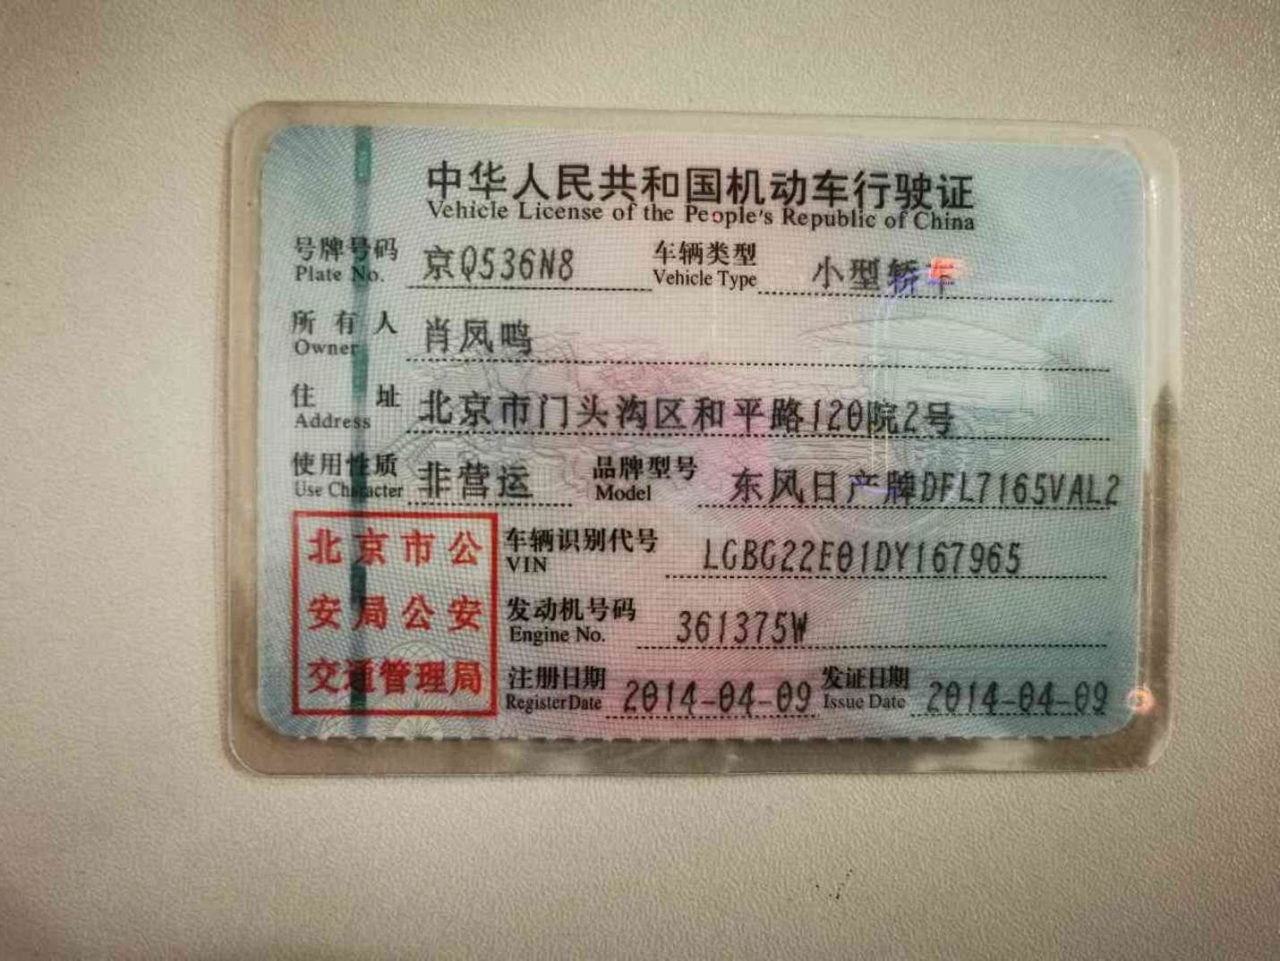 中华人民共和国机动车行驶证
Vehicle License of the People's Republic of China
号牌号码 京Q536N8 车辆类型 小型轿车
Plate No. Vehicle Type
所有人 肖凤鸣
Owner
住址 北京市门头沟区和平路120院2号
Address
使用性质 非营运 品牌型号 东风日产牌DFL7165VAL2
Use Character Model
北京市公
安局公安
交通管理局
车辆识别代号 LGBG22E01DY167965
VIN
发动机号码 361375W
Engine No.
注册日期 2014-04-09 发证日期 2014-04-09
Register Date Issue Date